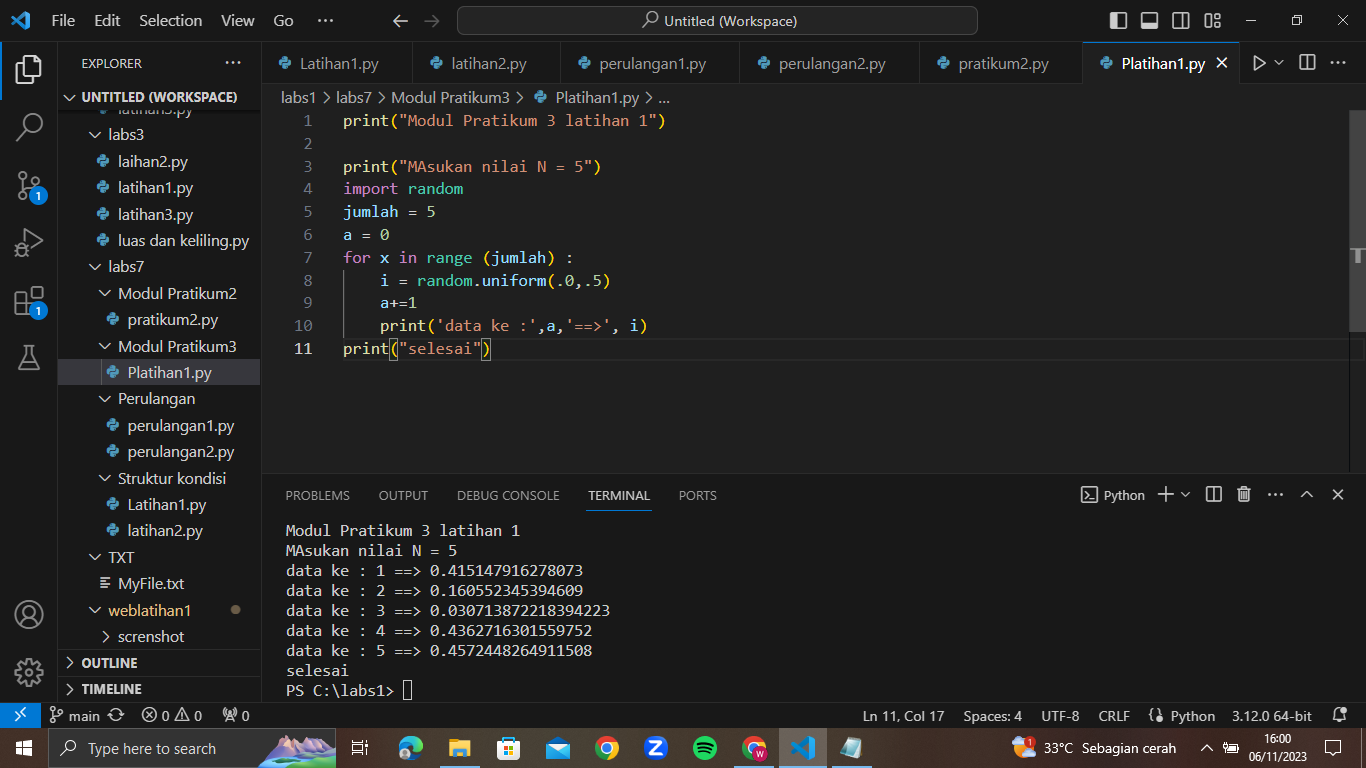 File Edit Selection View Go ··· Untitled (Workspace)
EXPLORER ···
UNTITLED (WORKSPACE)
latihan3.py
labs3
laihan2.py
latihan1.py
latihan3.py
luas dan keliling.py
labs7
Modul Pratikum2
pratikum2.py
Modul Pratikum3
Platihan1.py
Perulangan
perulangan1.py
perulangan2.py
Struktur kondisi
Latihan1.py
latihan2.py
TXT
MyFile.txt
weblatihan1
screnshot
OUTLINE
TIMELINE
1
1
Latihan1.py latihan2.py perulangan1.py perulangan2.py pratikum2.py Platihan1.py
labs1 > labs7 > Modul Pratikum3 > Platihan1.py > ...
1 print("Modul Pratikum 3 latihan 1")
2
3 print("MAsukan nilai N = 5")
4 import random
5 jumlah = 5
6 a = 0
7 for x in range (jumlah) :
8     i = random.uniform(.0,.5)
9     a+=1
10     print('data ke :',a,'==>', i)
11 print("selesai")
PROBLEMS OUTPUT DEBUG CONSOLE TERMINAL PORTS Python
Modul Pratikum 3 latihan 1
MAsukan nilai N = 5
data ke : 1 ==> 0.415147916278073
data ke : 2 ==> 0.160552345394609
data ke : 3 ==> 0.030713872218394223
data ke : 4 ==> 0.4362716301559752
data ke : 5 ==> 0.4572448264911508
selesai
PS C:\labs1>
main 0 0 0 Ln 11, Col 17 Spaces: 4 UTF-8 CRLF Python 3.12.0 64-bit
Type here to search 1 33°C Sebagian cerah 16:00
06/11/2023